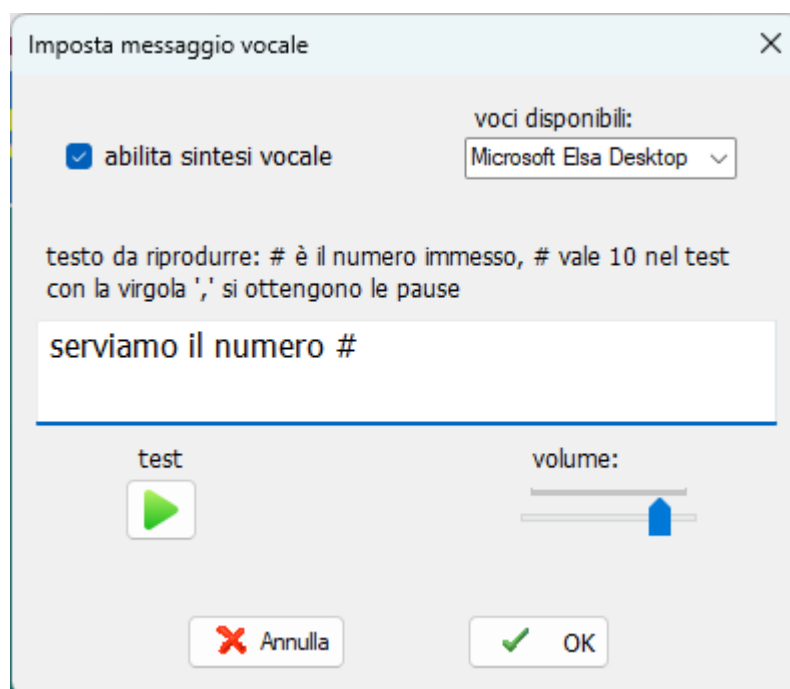 Imposta messaggio vocale
voci disponibili:
abilita sintesi vocale
Microsoft Elsa Desktop
testo da riprodurre: # è il numero immesso, # vale 10 nel test
con la virgola ',' si ottengono le pause
serviamo il numero #
test
volume:
Annulla
OK